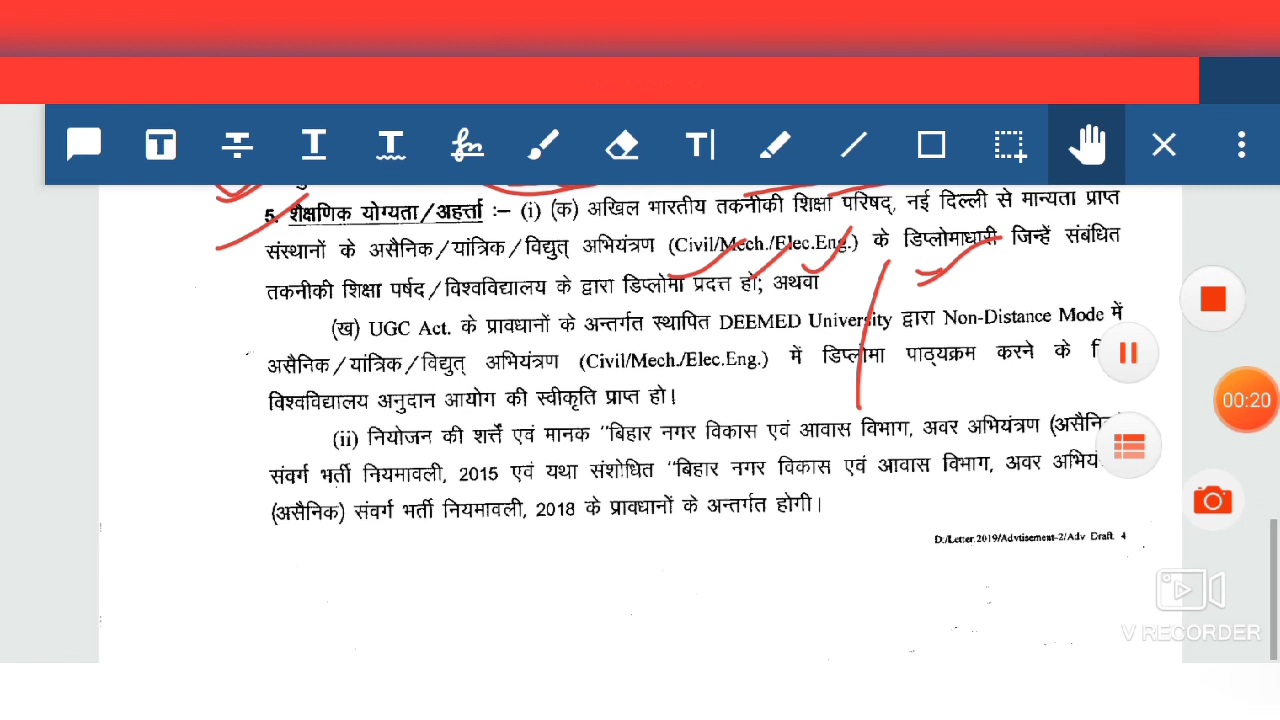 5. शैक्षणिक योग्यता/अहर्त्ता :– (i) (क) अखिल भारतीय तकनीकी शिक्षा परिषद्, नई दिल्ली से मान्यता प्राप्त
संस्थानों के असैनिक/यांत्रिक/विद्युत् अभियंत्रण (Civil/Mech./Elec.Eng.) के डिप्लोमाधारी जिन्हें संबंधित
तकनीकी शिक्षा पर्षद/विश्वविद्यालय के द्वारा डिप्लोमा प्रदत्त हो; अथवा
(ख) UGC Act. के प्रावधानों के अन्तर्गत स्थापित DEEMED University द्वारा Non-Distance Mode में
असैनिक/यांत्रिक/विद्युत् अभियंत्रण (Civil/Mech./Elec.Eng.) में डिप्लोमा पाठ्यक्रम करने के
विश्वविद्यालय अनुदान आयोग की स्वीकृति प्राप्त हो।
(ii) नियोजन की शर्त्तें एवं मानक "बिहार नगर विकास एवं आवास विभाग, अवर अभियंत्रण (असैनिक
संवर्ग भर्ती नियमावली, 2015 एवं यथा संशोधित "बिहार नगर विकास एवं आवास विभाग, अवर
(असैनिक) संवर्ग भर्ती नियमावली, 2018 के प्रावधानों के अन्तर्गत होगी।
D:/Letter.2019/Advtisement-2/Adv. Draft. 4
00:20
V RECORDER